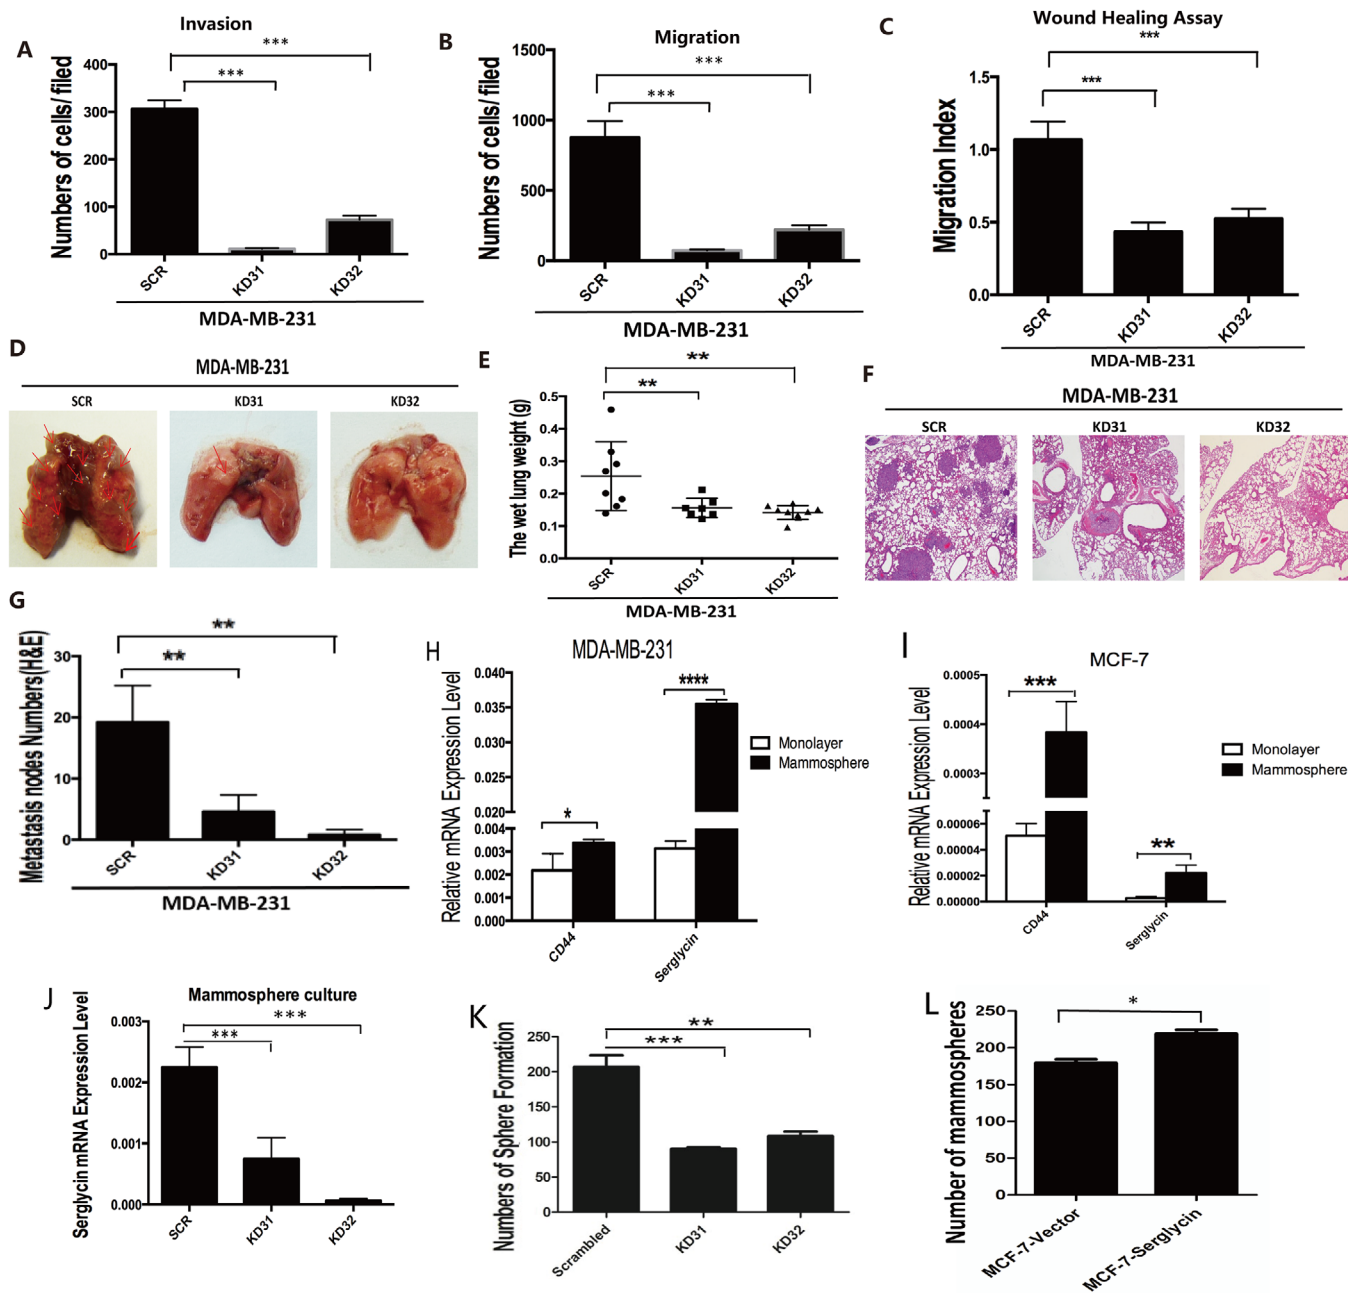 A
Invasion
***
***
Numbers of cells/ filed
400
300
200
100
0
SCR
KD31
KD32
MDA-MB-231
B
Migration
***
***
Numbers of cells/ filed
1500
1000
500
0
SCR
KD31
KD32
MDA-MB-231
C
Wound Healing Assay
***
***
Migration Index
1.5
1.0
0.5
0.0
SCR
KD31
KD32
MDA-MB-231
D
MDA-MB-231
SCR
KD31
KD32
E
**
**
The wet lung weight (g)
0.5
0.4
0.3
0.2
0.1
0.0
SCR
KD31
KD32
MDA-MB-231
F
MDA-MB-231
SCR
KD31
KD32
G
**
**
Metastasis nodes Numbers(H&E)
30
20
10
0
SCR
KD31
KD32
MDA-MB-231
H
MDA-MB-231
Relative mRNA Expression Level
0.040
0.035
0.030
0.025
0.020
0.004
0.003
0.002
0.001
0.000
*
****
Monolayer
Mammosphere
CD44
Serglycin
I
MCF-7
Relative mRNA Expression Level
0.0005
0.0004
0.0003
0.00006
0.00004
0.00002
0.00000
***
**
Monolayer
Mammosphere
CD44
Serglycin
J
Mammosphere culture
***
***
Serglycin mRNA Expression Level
0.003
0.002
0.001
0.000
SCR
KD31
KD32
K
**
***
Numbers of Sphere Formation
250
200
150
100
50
0
Scrambled
KD31
KD32
L
*
Number of mammospheres
250
200
150
100
50
0
MCF-7-Vector
MCF-7-Serglycin